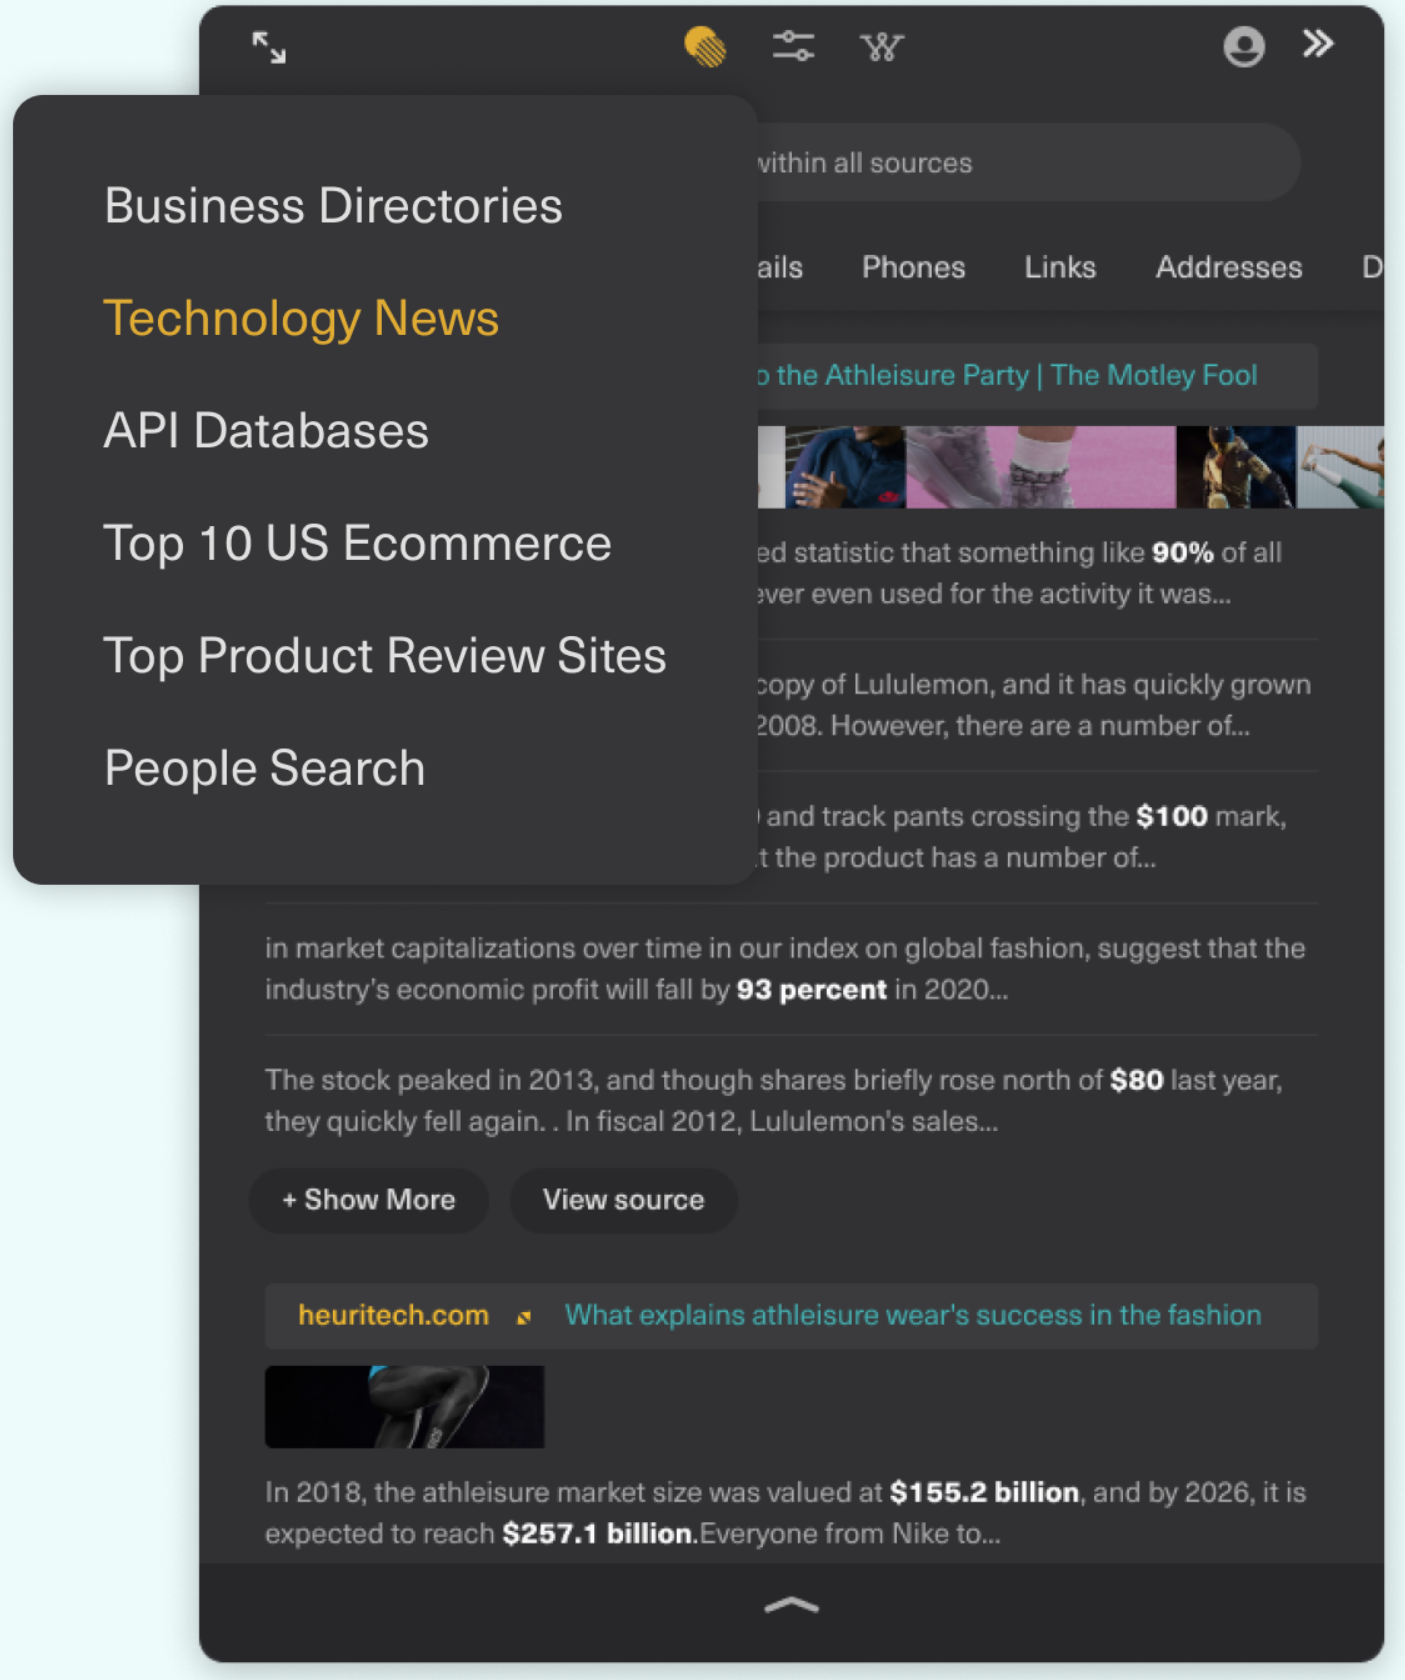 Business Directories
Technology News
API Databases
Top 10 US Ecommerce
Top Product Review Sites
People Search
within all sources
Phones Links Addresses
the Athleisure Party | The Motley Fool
statistic that something like 90% of all
even used for the activity it was...
copy of Lululemon, and it has quickly grown
2008. However, there are a number of...
and track pants crossing the $100 mark,
the product has a number of...
in market capitalizations over time in our index on global fashion, suggest that the
industry's economic profit will fall by 93 percent in 2020...
The stock peaked in 2013, and though shares briefly rose north of $80 last year,
they quickly fell again. . In fiscal 2012, Lululemon's sales...
+ Show More View source
heuritech.com What explains athleisure wear's success in the fashion
In 2018, the athleisure market size was valued at $155.2 billion, and by 2026, it is
expected to reach $257.1 billion.Everyone from Nike to...